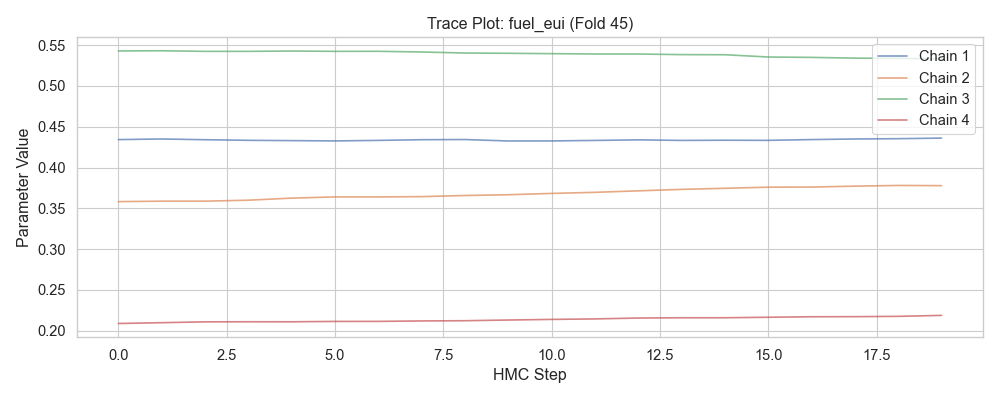 Trace Plot: fuel_eui (Fold 45)
Parameter Value
0.55
0.50
0.45
0.40
0.35
0.30
0.25
0.20
Chain 1
Chain 2
Chain 3
Chain 4
0.0 2.5 5.0 7.5 10.0 12.5 15.0 17.5
HMC Step